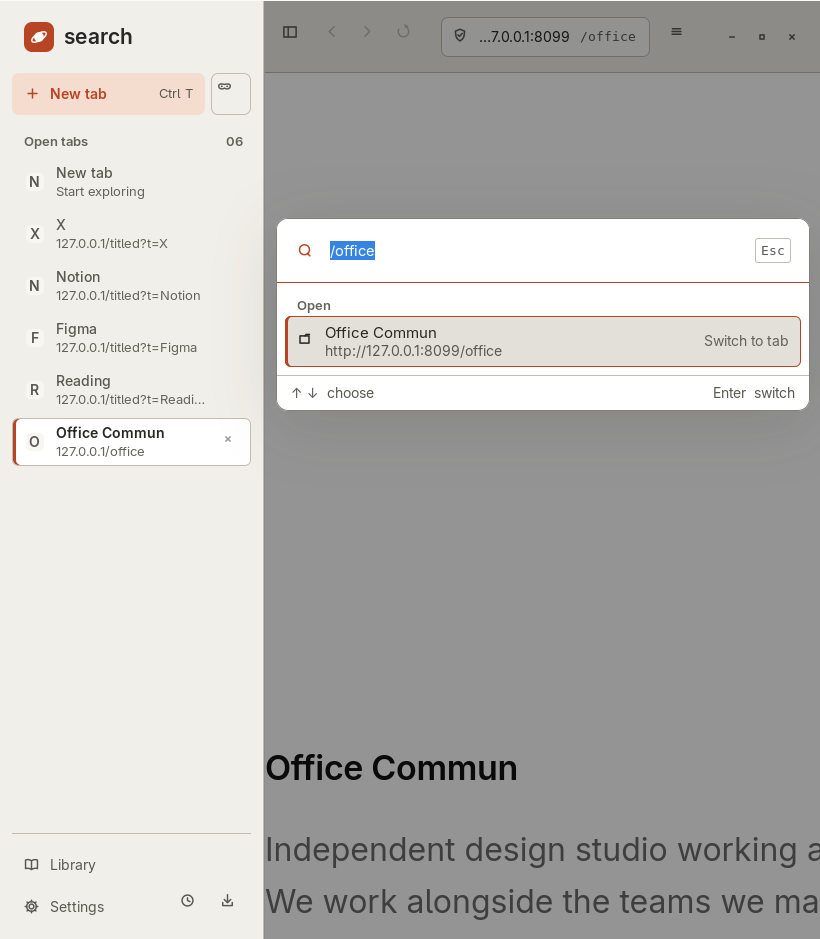 search
New tab
Ctrl T
Open tabs
06
N
New tab
Start exploring
X
X
127.0.0.1/titled?t=X
N
Notion
127.0.0.1/titled?t=Notion
F
Figma
127.0.0.1/titled?t=Figma
R
Reading
127.0.0.1/titled?t=Readi...
O
Office Commun
127.0.0.1/office
×
Library
Settings
...7.0.0.1:8099 /office
/office
Esc
Open
Office Commun
http://127.0.0.1:8099/office
Switch to tab
↑ ↓ choose
Enter switch
Office Commun
Independent design studio working a
We work alongside the teams we ma